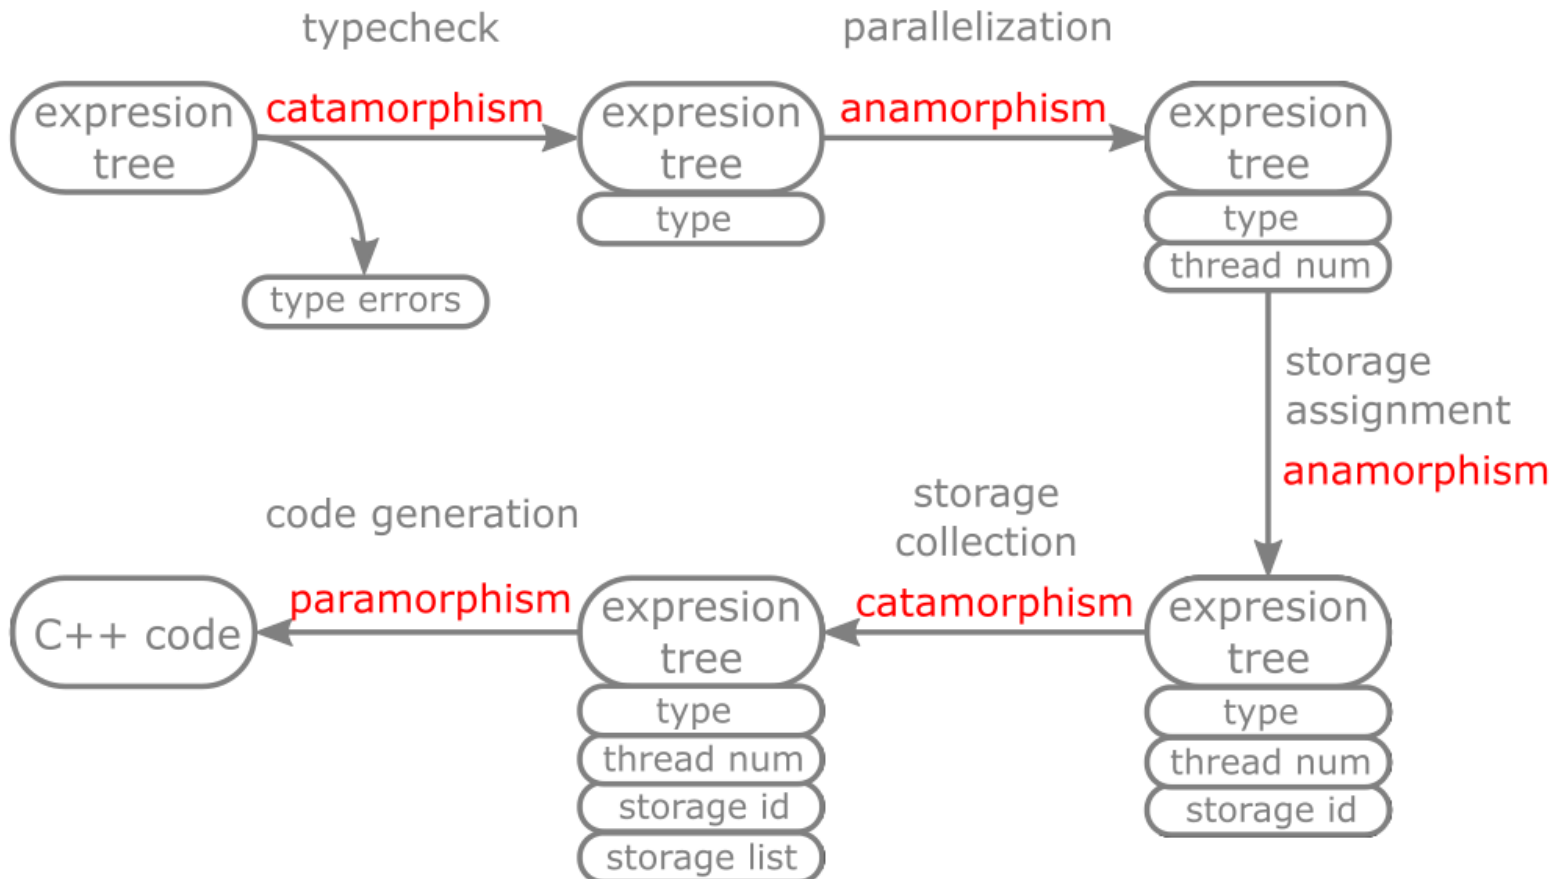 typecheck
parallelization
expresion
tree
catamorphism
expresion
tree
type
anamorphism
expresion
tree
type
thread num
type errors
storage
assignment
anamorphism
storage
collection
code generation
C++ code
paramorphism
expresion
tree
type
thread num
storage id
storage list
catamorphism
expresion
tree
type
thread num
storage id